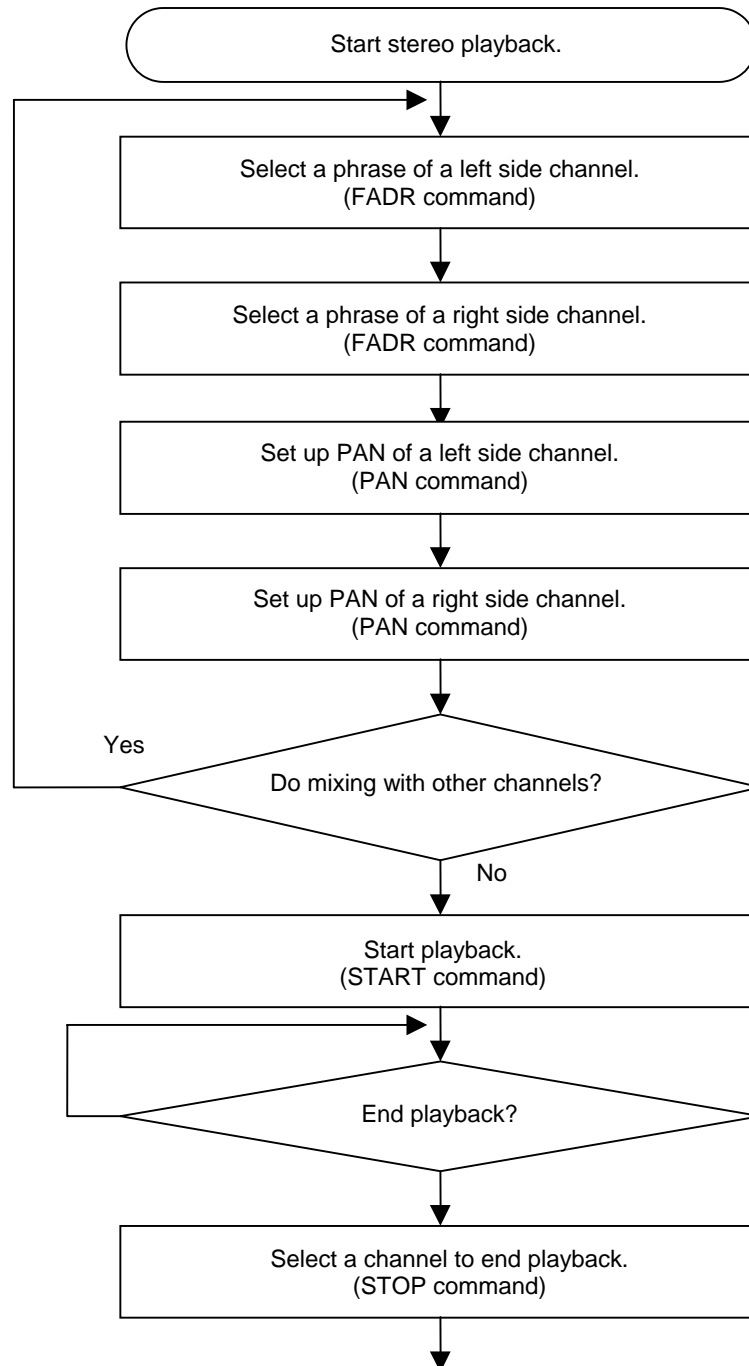 Start stereo playback.
Select a phrase of a left side channel.
(FADR command)
Select a phrase of a right side channel.
(FADR command)
Set up PAN of a left side channel.
(PAN command)
Set up PAN of a right side channel.
(PAN command)
Yes
Do mixing with other channels?
No
Start playback.
(START command)
End playback?
Select a channel to end playback.
(STOP command)